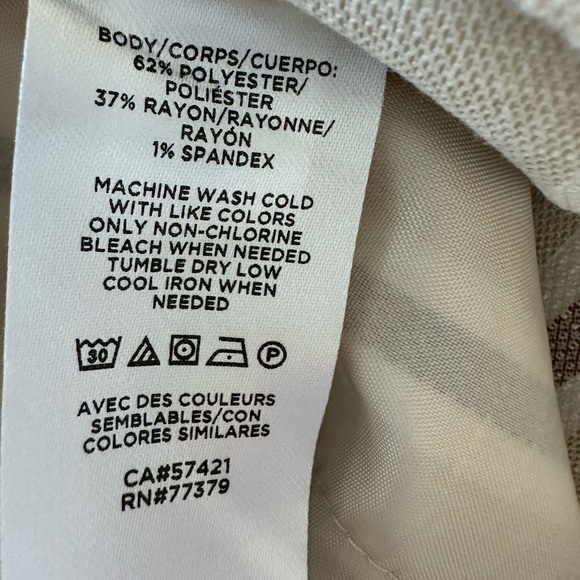 BODY/CORPS/CUERPO:
62% POLYESTER/
POLIÉSTER
37% RAYON/RAYONNE/
RAYÓN
1% SPANDEX
MACHINE WASH COLD
WITH LIKE COLORS
ONLY NON-CHLORINE
BLEACH WHEN NEEDED
TUMBLE DRY LOW
COOL IRON WHEN
NEEDED
30 P
AVEC DES COULEURS
SEMBLABLES/CON
COLORES SIMILARES
CA#57421
RN#77379